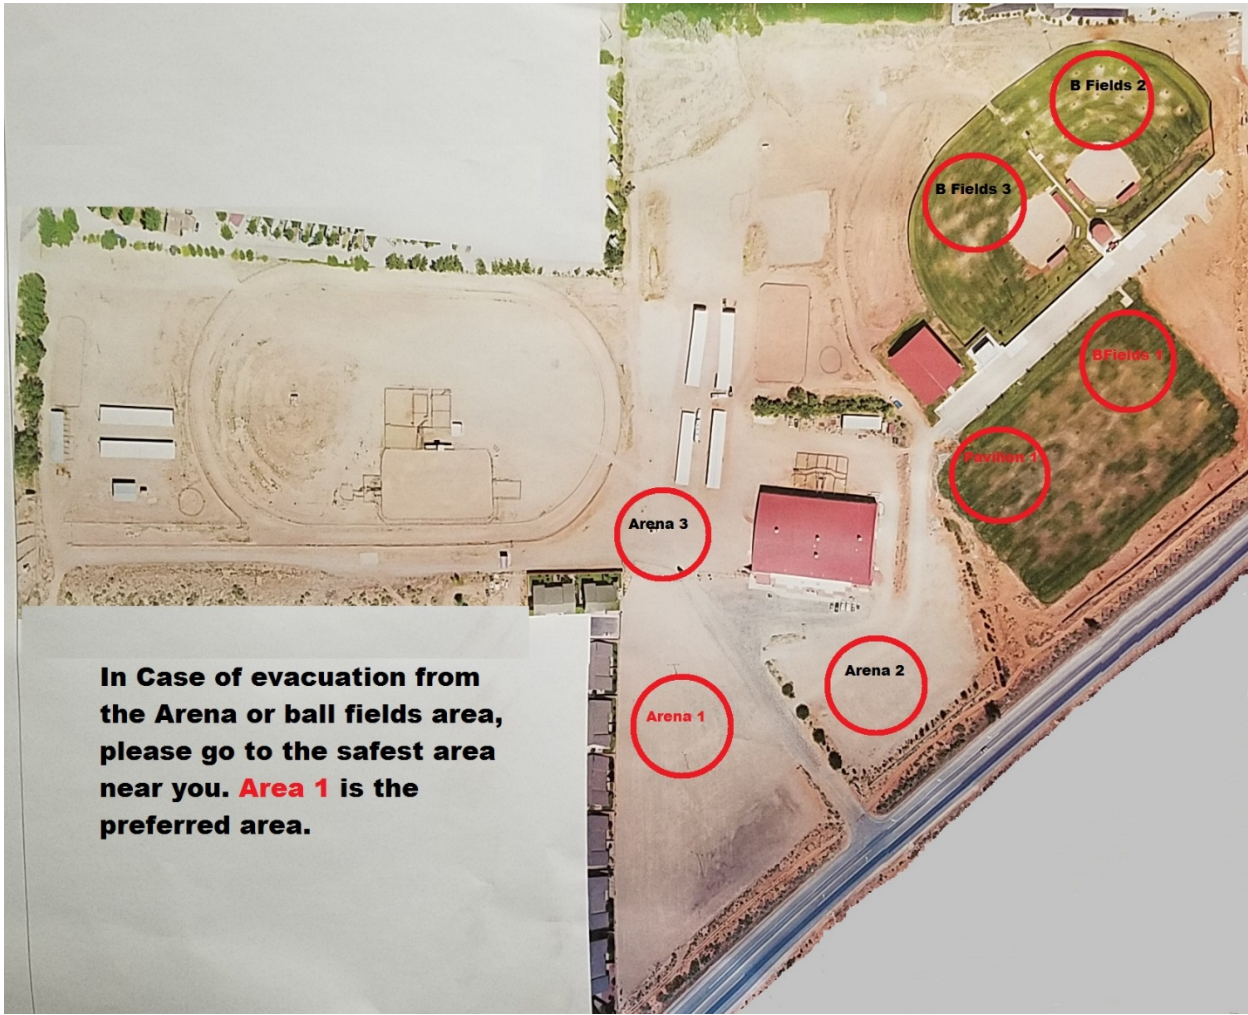 B Fields 2
B Fields 3
BFields 1
Pavilion 1
Arena 3
Arena 2
Arena 1
In Case of evacuation from
the Arena or ball fields area,
please go to the safest area
near you. Area 1 is the
preferred area.